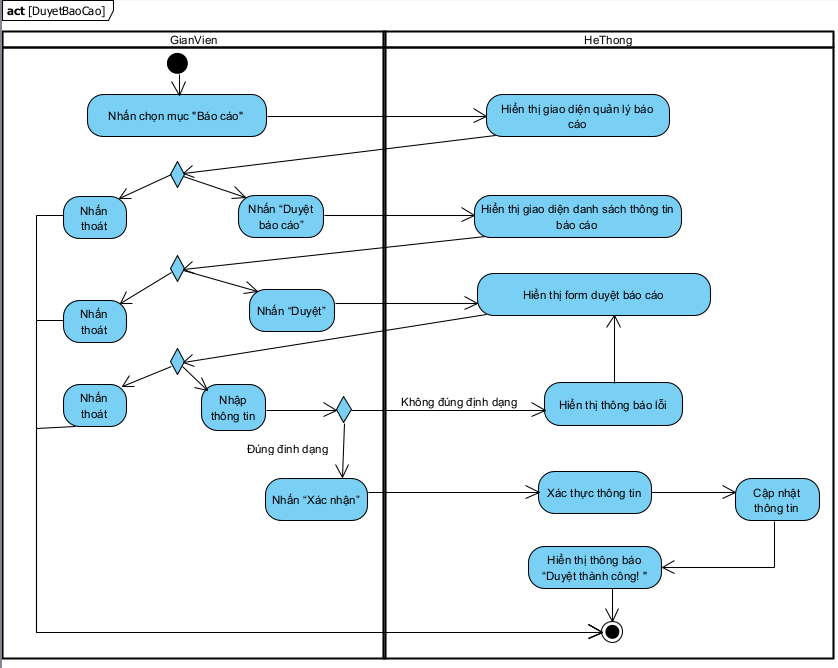 act [DuyetBaoCao]
GianVien
HeThong
Nhấn chọn mục "Báo cáo"
Hiển thị giao diện quản lý báo
cáo
Nhấn
thoát
Nhấn “Duyệt
báo cáo”
Hiển thị giao diện danh sách thông tin
báo cáo
Nhấn
thoát
Nhấn “Duyệt”
Hiển thị form duyệt báo cáo
Nhấn
thoát
Nhập
thông tin
Không đúng định dạng
Hiển thị thông báo lỗi
Đúng đinh dạng
Nhấn “Xác nhận”
Xác thực thông tin
Cập nhật
thông tin
Hiển thị thông báo
“Duyệt thành công! ”